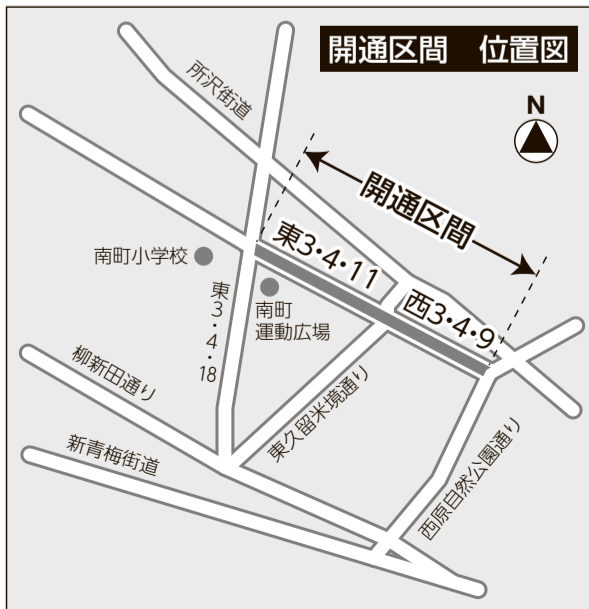 開通区間　位置図
N
所沢街道
開通区間
東3・4・11
西3・4・9
南町小学校
南町
運動広場
東3・4・18
柳新田通り
東久留米境通り
新青梅街道
西原自然公園通り